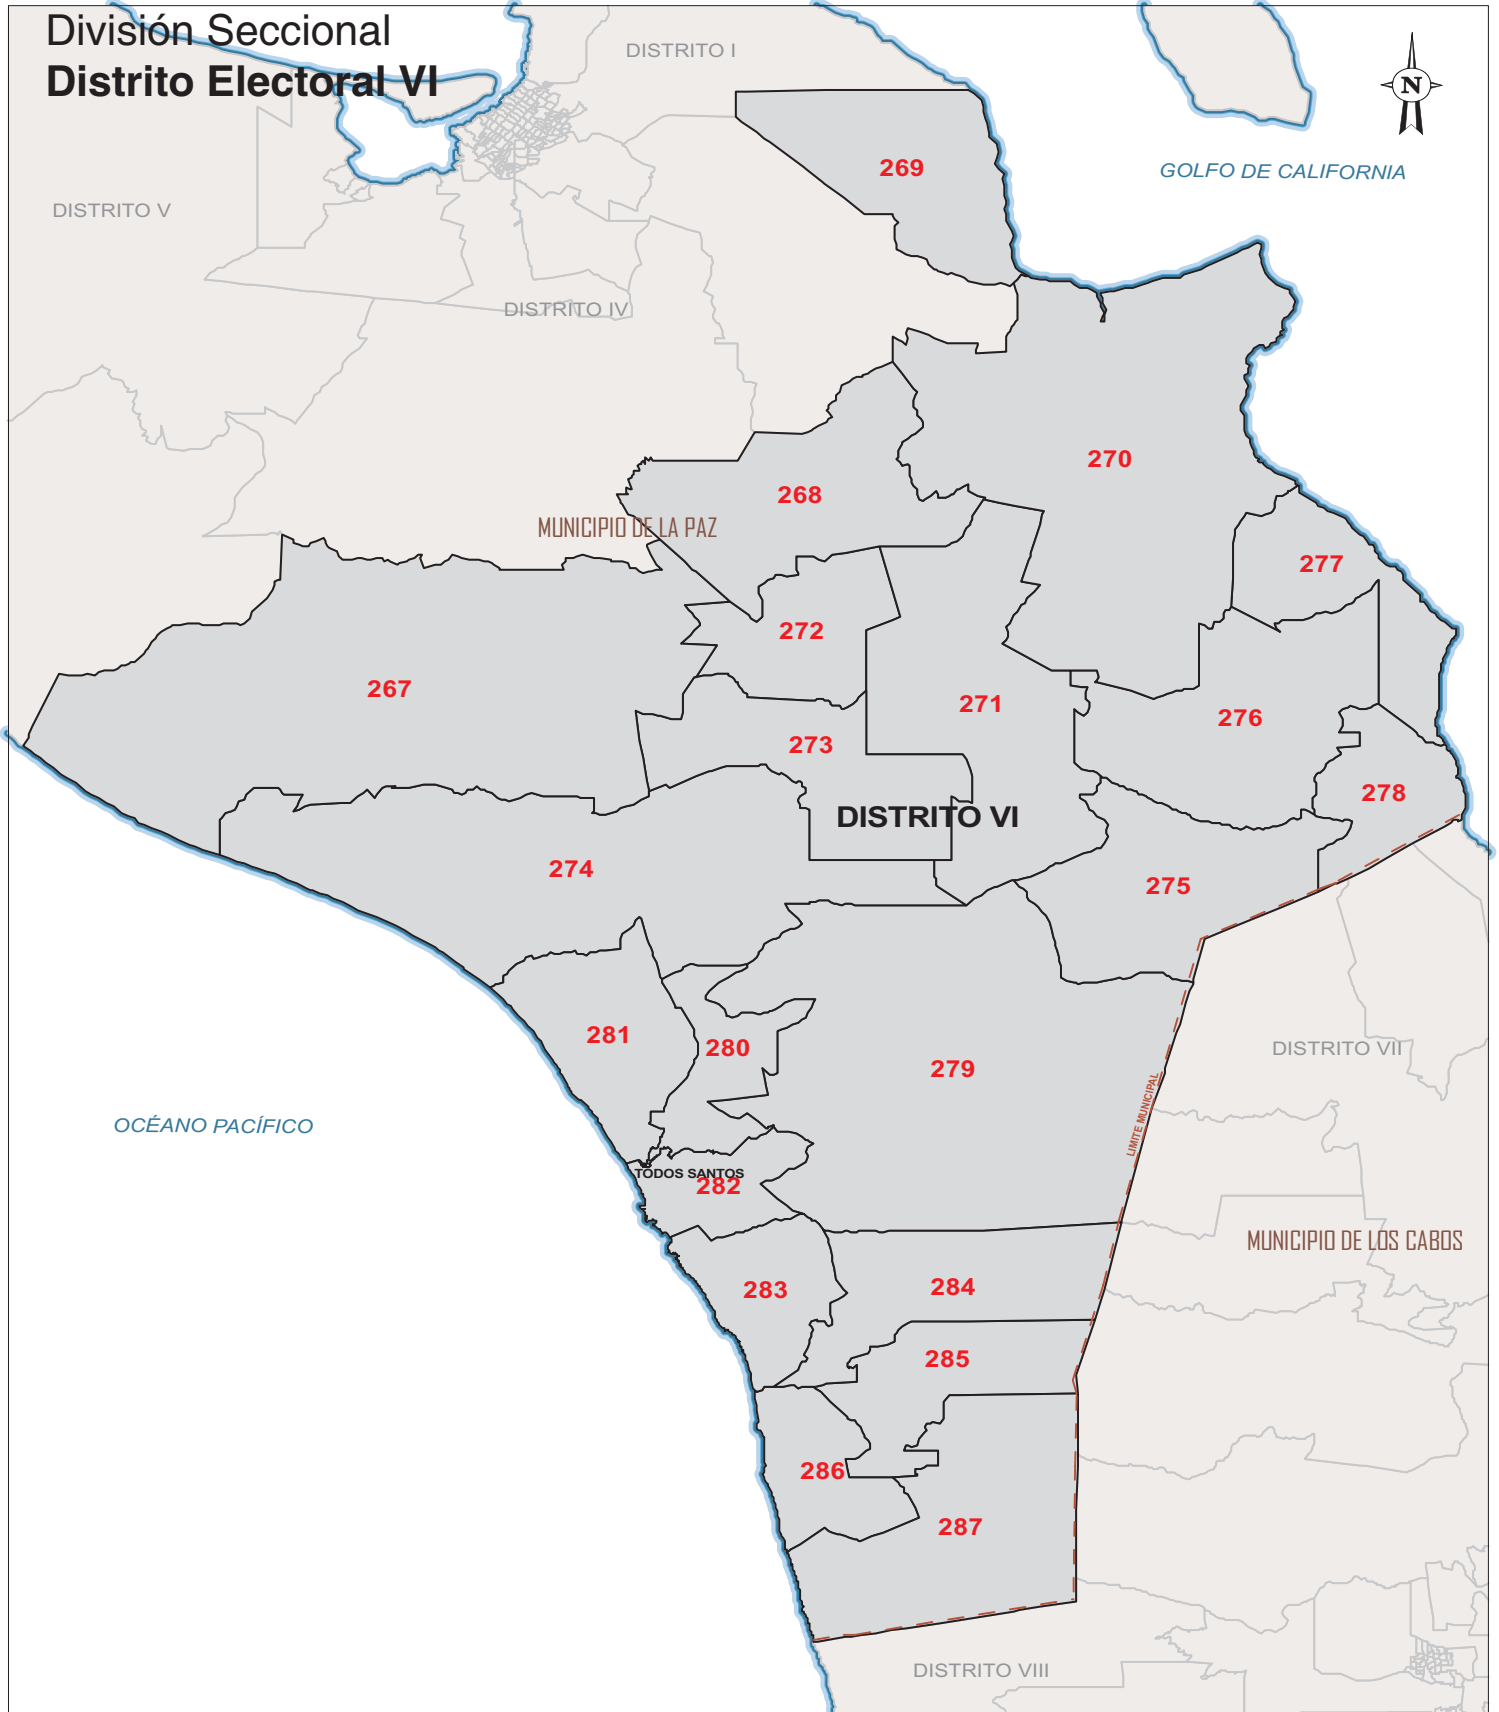 División Seccional
Distrito Electoral VI
DISTRITO I
N
GOLFO DE CALIFORNIA
269
DISTRITO V
DISTRITO IV
270
268
MUNICIPIO DE LA PAZ
277
272
267
271
276
273
278
DISTRITO VI
274
275
281
280
279
DISTRITO VII
OCÉANO PACÍFICO
LIMITE MUNICIPAL
TODOS SANTOS
282
MUNICIPIO DE LOS CABOS
283
284
285
286
287
DISTRITO VIII